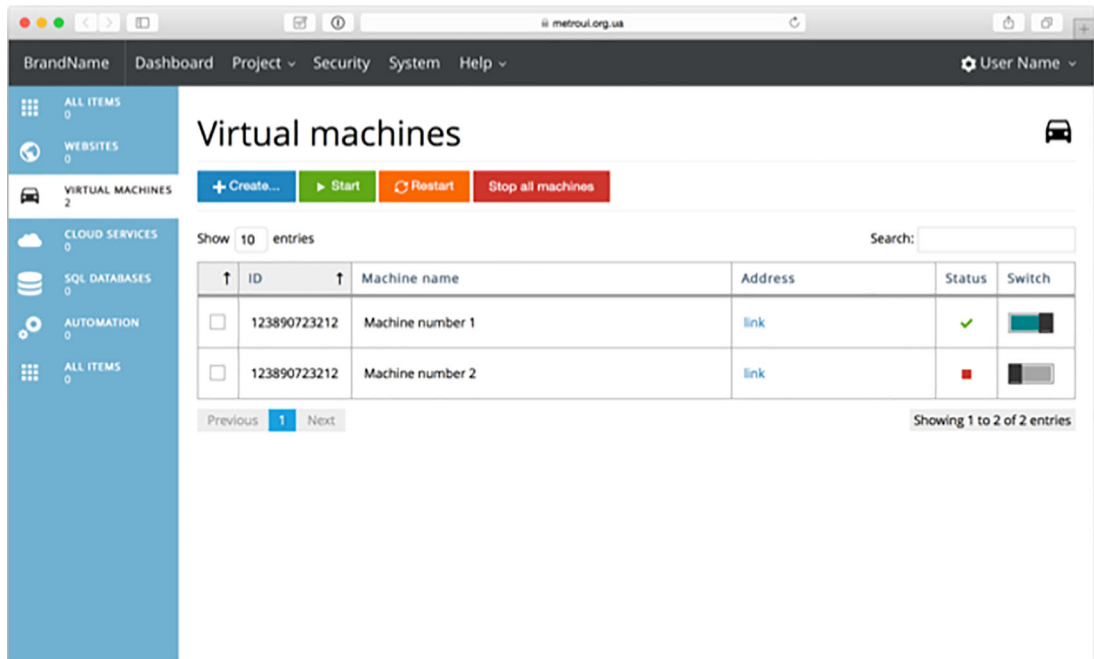 metroui.org.ua
BrandName Dashboard Project Security System Help User Name
ALL ITEMS
0
WEBSITES
0
VIRTUAL MACHINES
2
CLOUD SERVICES
0
SQL DATABASES
0
AUTOMATION
0
ALL ITEMS
0
Virtual machines
Create... Start Restart Stop all machines
Show 10 entries Search:
ID Machine name Address Status Switch
123890723212 Machine number 1 link
123890723212 Machine number 2 link
Previous 1 Next Showing 1 to 2 of 2 entries